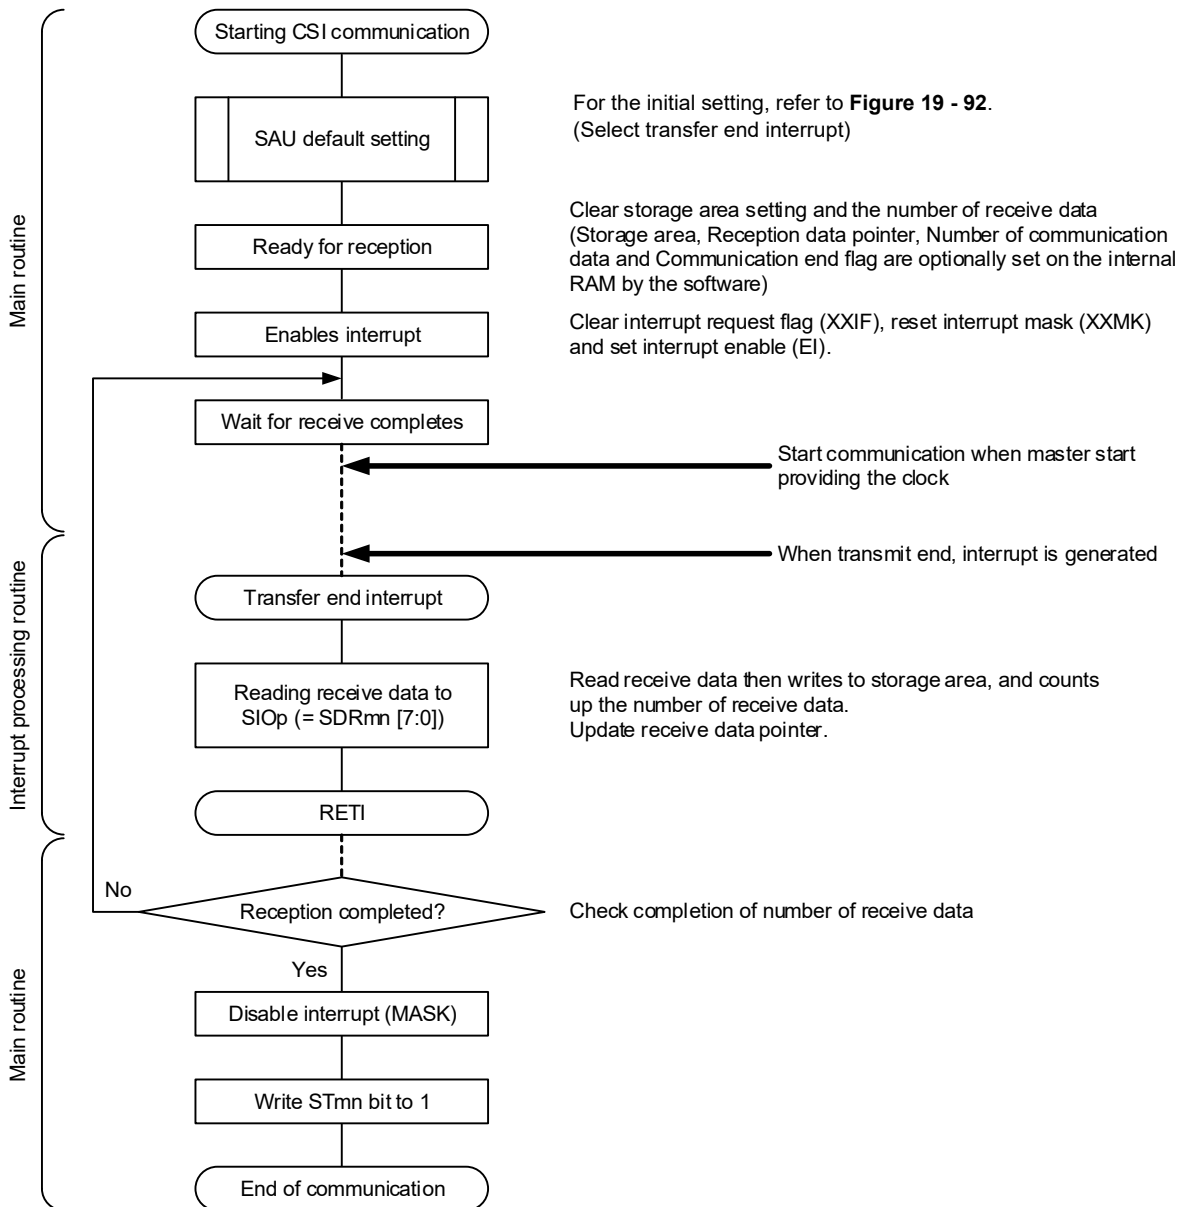 Starting CSI communication
SAU default setting
For the initial setting, refer to Figure 19 - 92.
(Select transfer end interrupt)
Main routine
Ready for reception
Clear storage area setting and the number of receive data
(Storage area, Reception data pointer, Number of communication
data and Communication end flag are optionally set on the internal
RAM by the software)
Enables interrupt
Clear interrupt request flag (XXIF), reset interrupt mask (XXMK)
and set interrupt enable (EI).
Wait for receive completes
Start communication when master start
providing the clock
When transmit end, interrupt is generated
Interrupt processing routine
Transfer end interrupt
Reading receive data to
SIOp (= SDRmn [7:0])
Read receive data then writes to storage area, and counts
up the number of receive data.
Update receive data pointer.
RETI
No
Reception completed?
Check completion of number of receive data
Yes
Main routine
Disable interrupt (MASK)
Write STmn bit to 1
End of communication